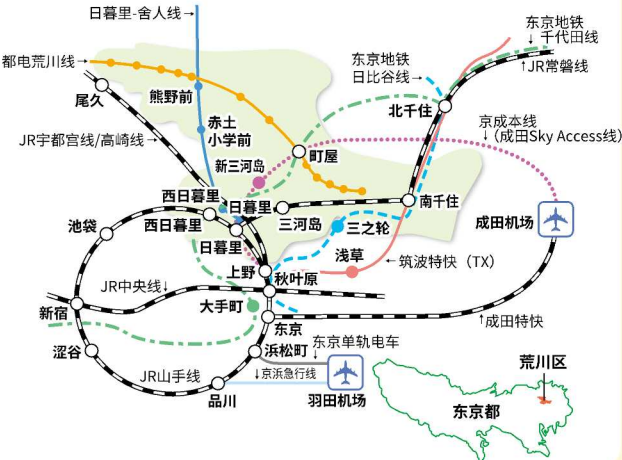 日暮里-舍人线→
东京地铁
↓千代田线
都电荒川线→
东京地铁
日比谷线→
↑JR常磐线
尾久
熊野前
北千住
赤土
小学前
京成本线
↓(成田Sky Access线)
JR宇都宫线/高崎线→
新三河岛
町屋
西日暮里
日暮里
南千住
池袋
西日暮里
三河岛
三之轮
成田机场
日暮里
浅草
←筑波特快（TX）
上野
秋叶原
JR中央线↓
新宿
大手町
东京
↑成田特快
涩谷
浜松町
↓东京单轨电车
荒川区
JR山手线
↓京浜急行线
品川
羽田机场
东京都